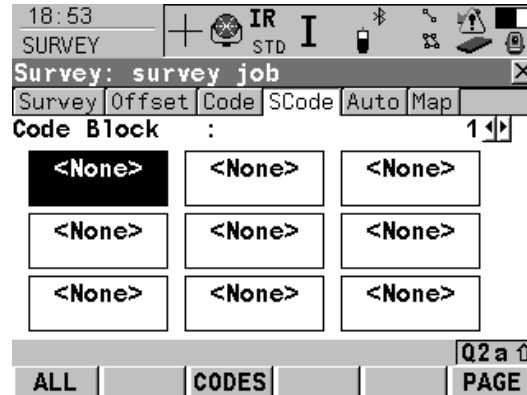 18:53
SURVEY
IR
STD
I
Survey: survey job
Survey Offset Code SCode Auto Map
Code Block : 1
<None> <None> <None>
<None> <None> <None>
<None> <None> <None>
Q2a
ALL CODES PAGE